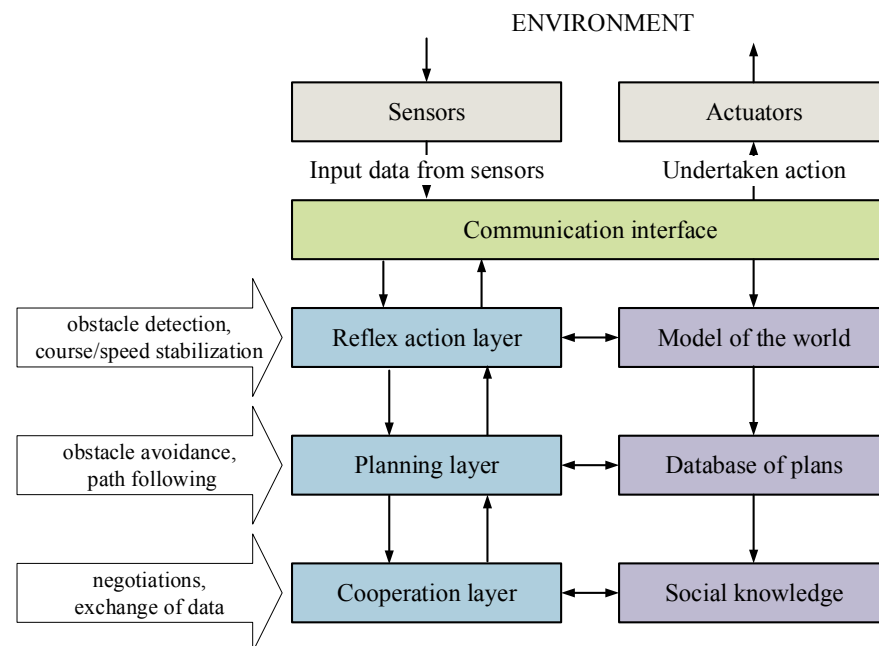 ENVIRONMENT
Sensors
Actuators
Input data from sensors
Undertaken action
Communication interface
obstacle detection,
course/speed stabilization
Reflex action layer
Model of the world
obstacle avoidance,
path following
Planning layer
Database of plans
negotiations,
exchange of data
Cooperation layer
Social knowledge